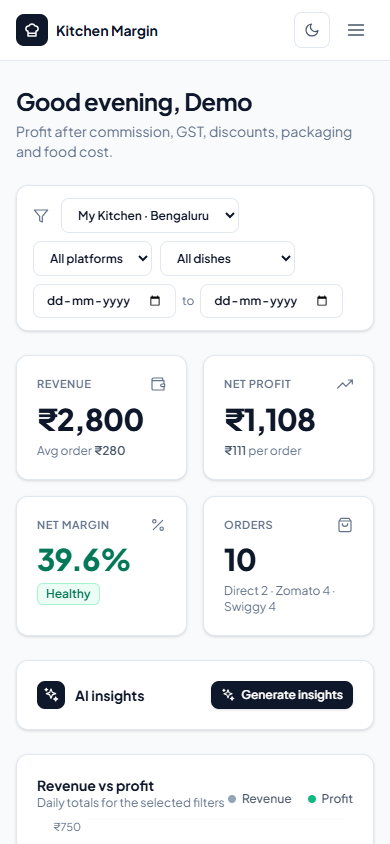 Kitchen Margin
Good evening, Demo
Profit after commission, GST, discounts, packaging
and food cost.
My Kitchen · Bengaluru
All platforms All dishes
dd-mm-yyyy to dd-mm-yyyy
REVENUE
₹2,800
Avg order ₹280
NET PROFIT
₹1,108
₹111 per order
NET MARGIN
39.6%
Healthy
ORDERS
10
Direct 2 · Zomato 4 ·
Swiggy 4
AI insights Generate insights
Revenue vs profit
Daily totals for the selected filters
Revenue Profit
₹750